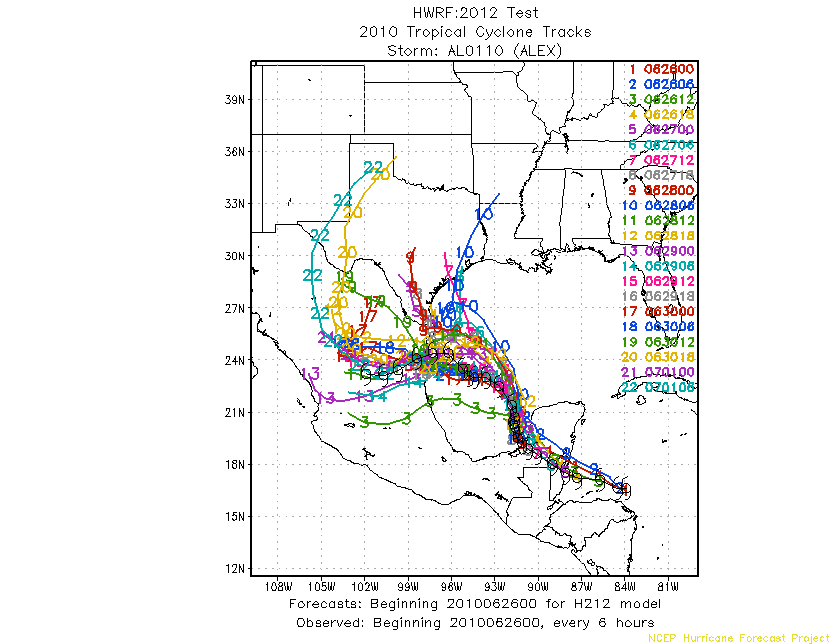 HWRF:2012 Test
2010 Tropical Cyclone Tracks
Storm: AL0110 (ALEX)
1 062600
2 062606
3 062612
4 062618
5 062700
6 062706
7 062712
8 062718
9 062800
10 062806
11 062812
12 062818
13 062900
14 062906
15 062912
16 062918
17 063000
18 063006
19 063012
20 063018
21 070100
22 070106
39N
36N
33N
30N
27N
24N
21N
18N
15N
12N
108W 105W 102W 99W 96W 93W 90W 87W 84W 81W
Forecasts: Beginning 2010062600 for H212 model
Observed: Beginning 2010062600, every 6 hours
NCEP Hurricane Forecast Project